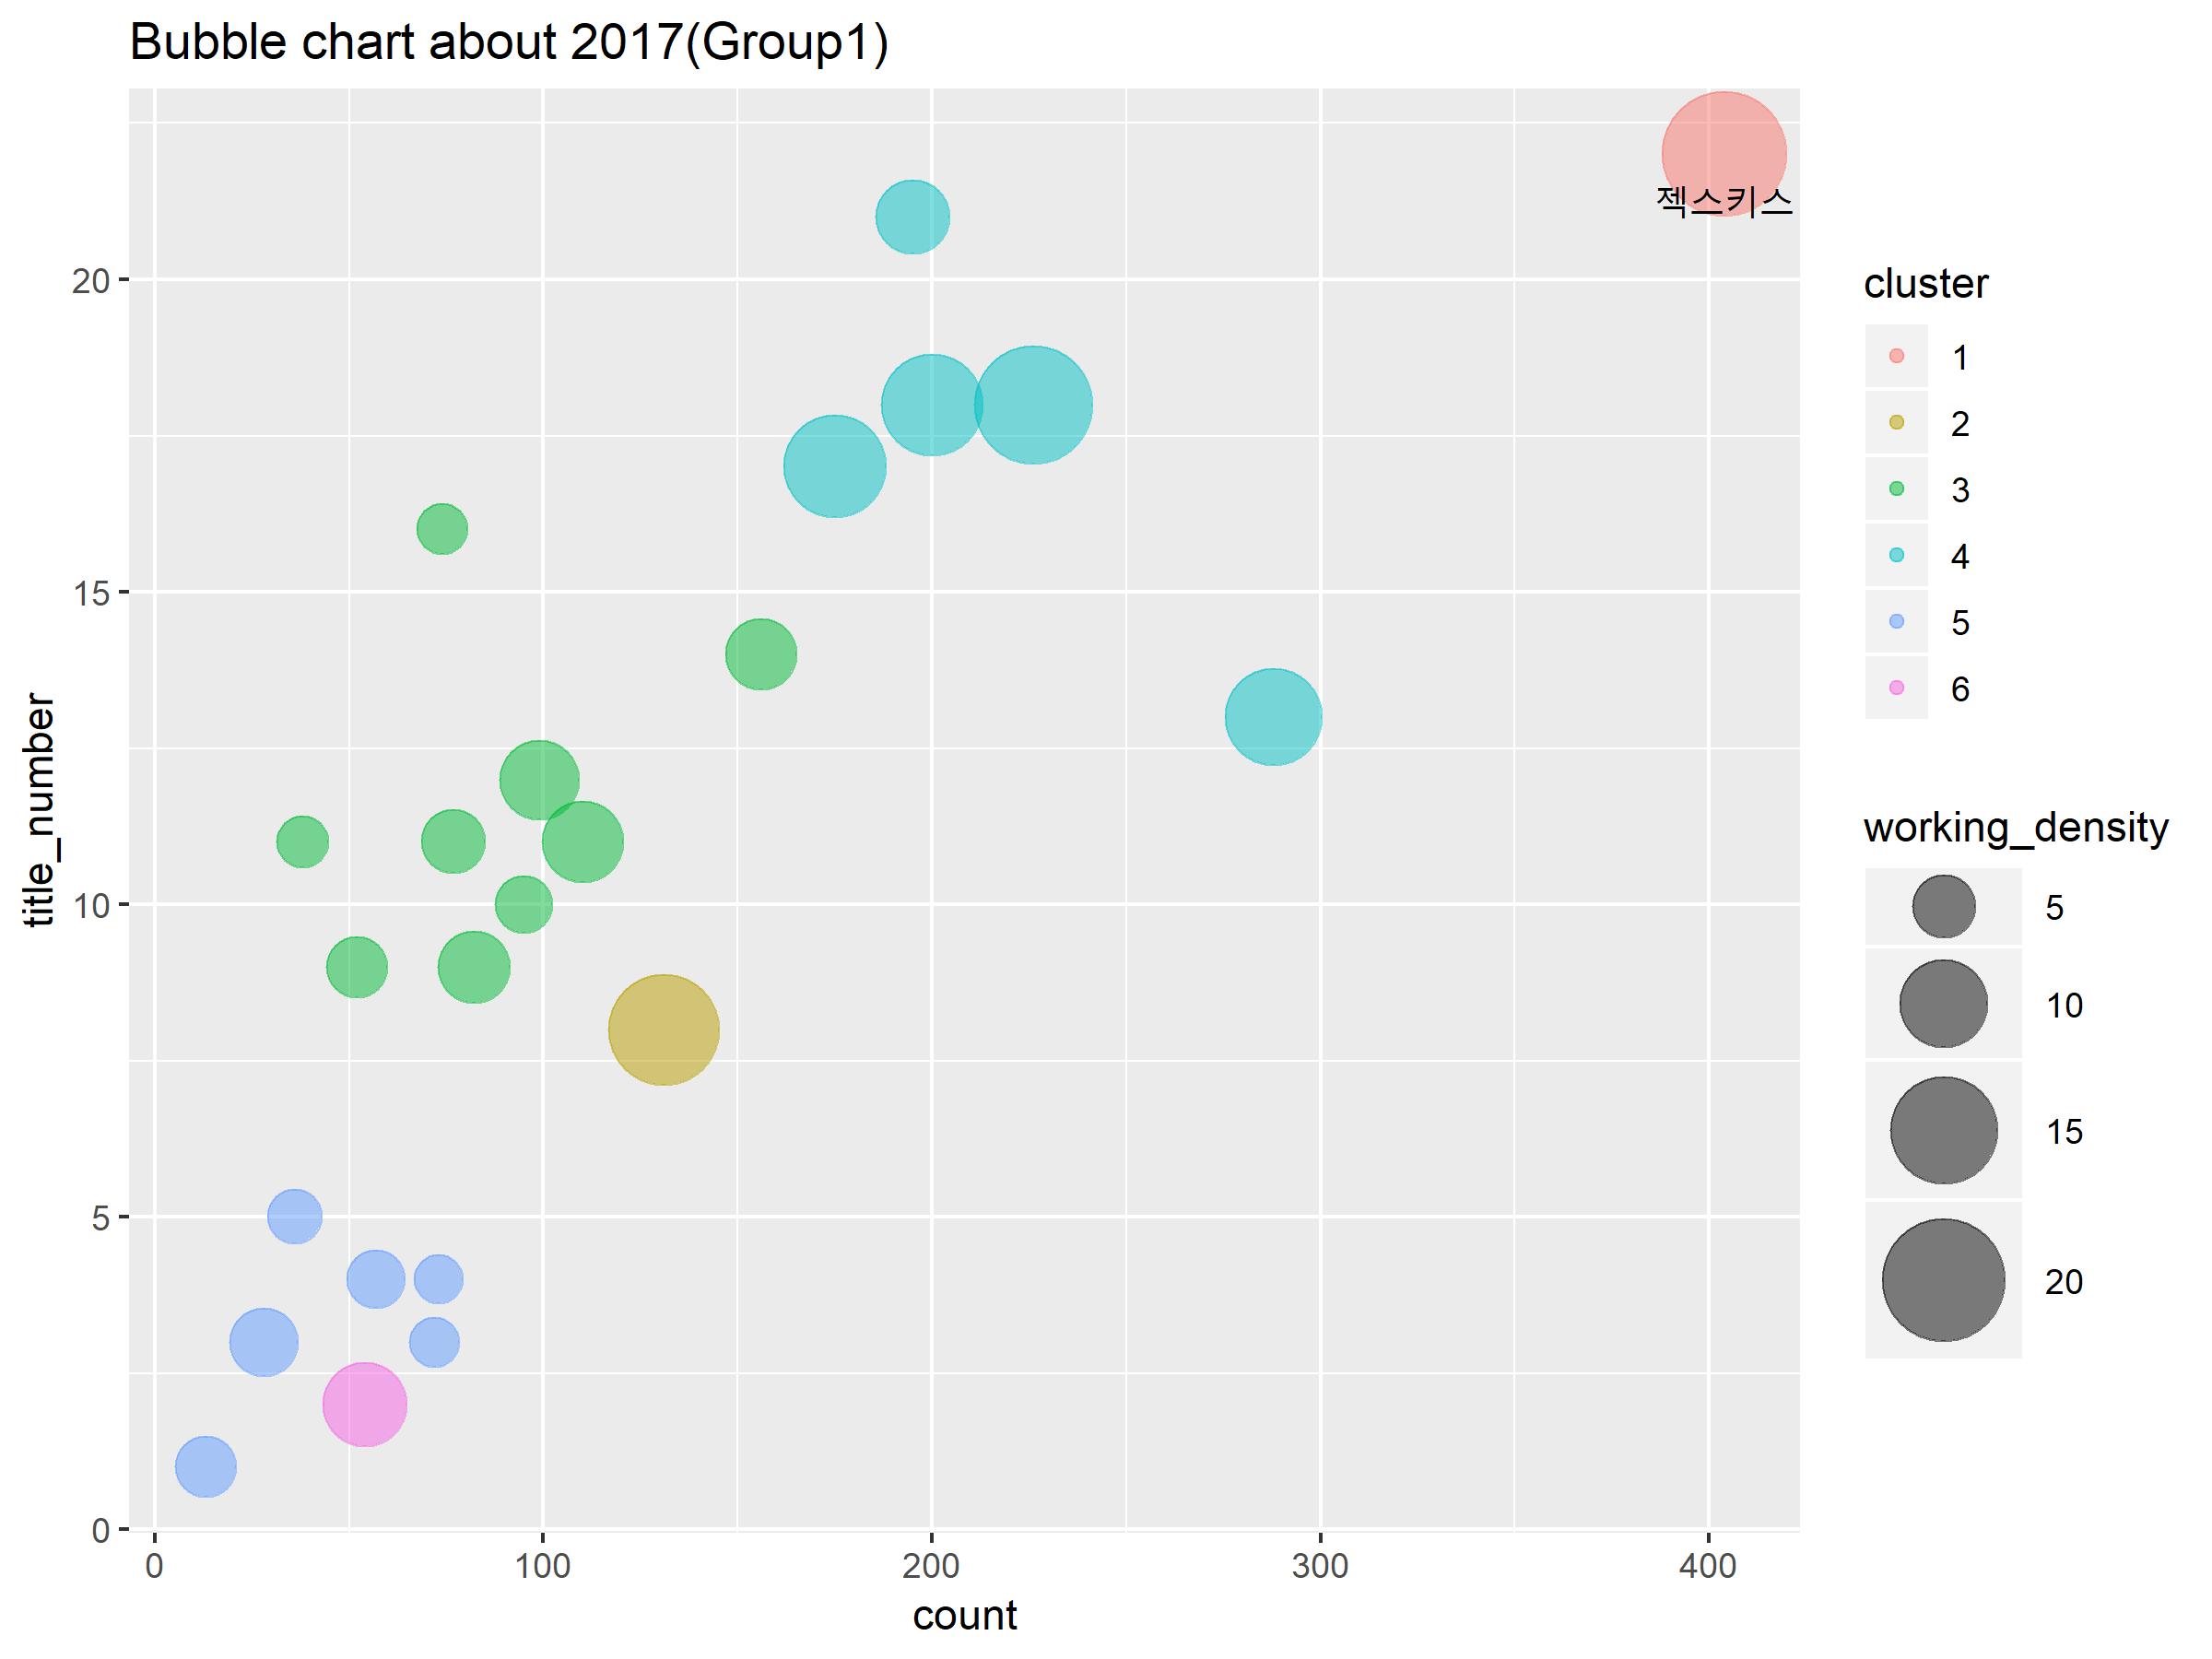 Bubble chart about 2017(Group1)
title_number
20
15
10
5
0
0 100 200 300 400
count
젝스키스
cluster
1
2
3
4
5
6
working_density
5
10
15
20